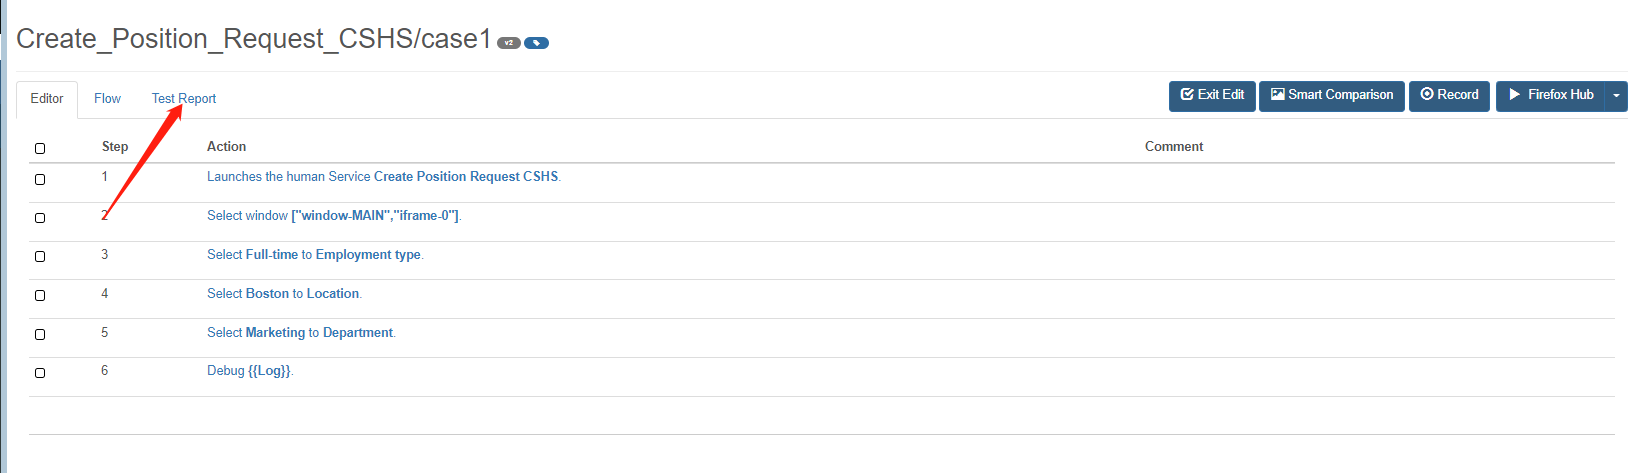 Create_Position_Request_CSHS/case1 v2
Editor Flow Test Report Exit Edit Smart Comparison Record Firefox Hub
Step Action Comment
1 Launches the human Service Create Position Request CSHS.
2 Select window ["window-MAIN","iframe-0"].
3 Select Full-time to Employment type.
4 Select Boston to Location.
5 Select Marketing to Department.
6 Debug {{Log}}.